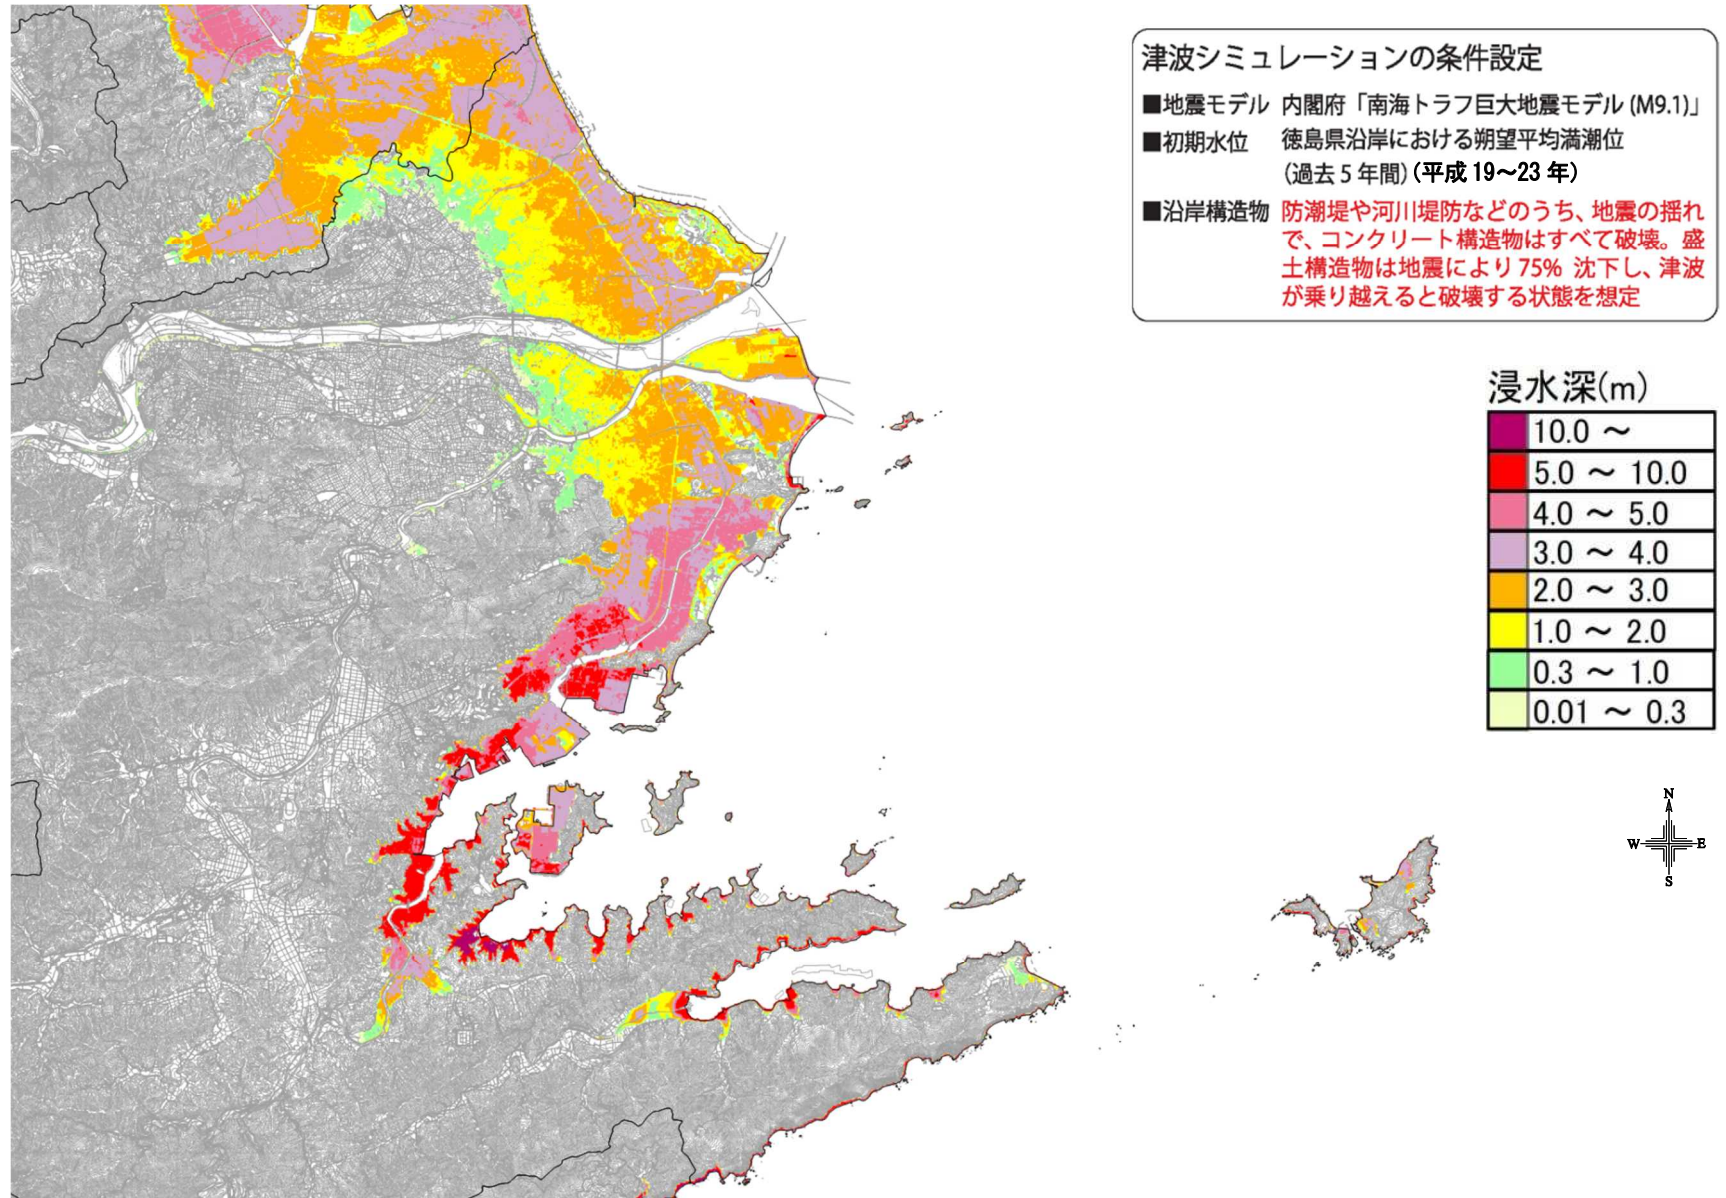 津波シミュレーションの条件設定
■地震モデル 内閣府「南海トラフ巨大地震モデル(M9.1)」
■初期水位 徳島県沿岸における朔望平均満潮位
(過去5年間)(平成19~23年)
■沿岸構造物 防潮堤や河川堤防などのうち、地震の揺れ
で、コンクリート構造物はすべて破壊。盛
土構造物は地震により75% 沈下し、津波
が乗り越えると破壊する状態を想定
浸水深(m)
10.0 ～
5.0 ～ 10.0
4.0 ～ 5.0
3.0 ～ 4.0
2.0 ～ 3.0
1.0 ～ 2.0
0.3 ～ 1.0
0.01 ～ 0.3
N
W E
S